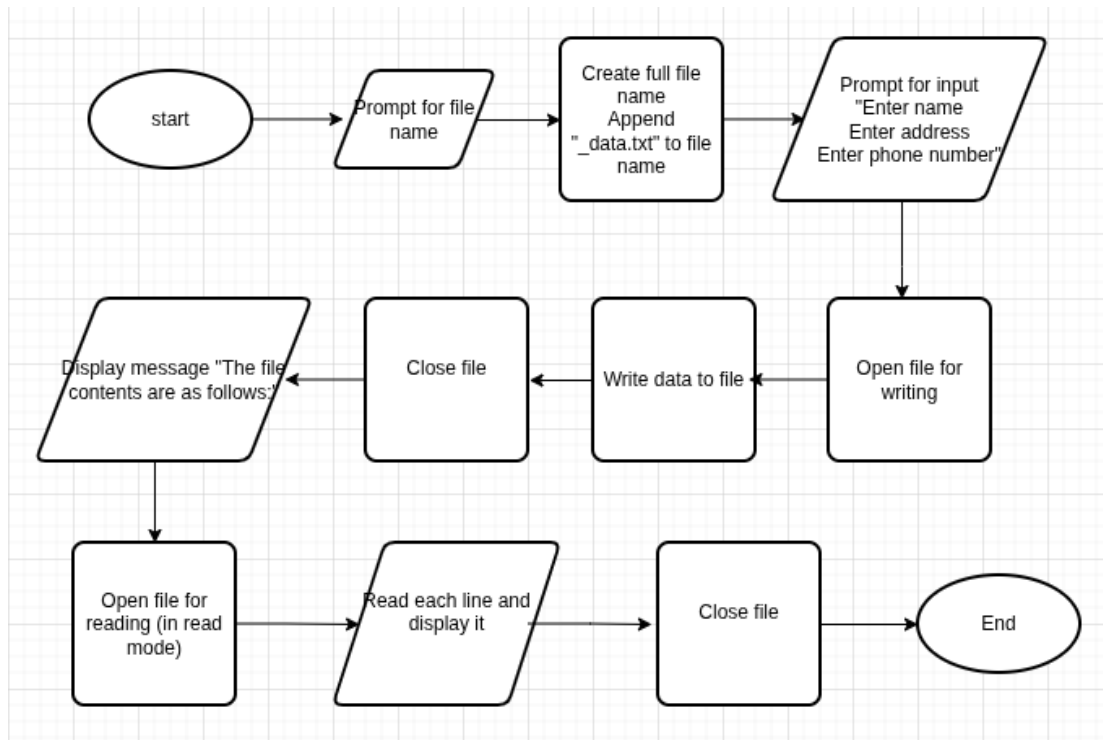 start
Prompt for file
name
Create full file
name
Append
"_data.txt" to file
name
Prompt for input
"Enter name
Enter address
Enter phone number"
Open file for
writing
Write data to file
Close file
Display message "The file
contents are as follows:"
Open file for
reading (in read
mode)
Read each line and
display it
Close file
End